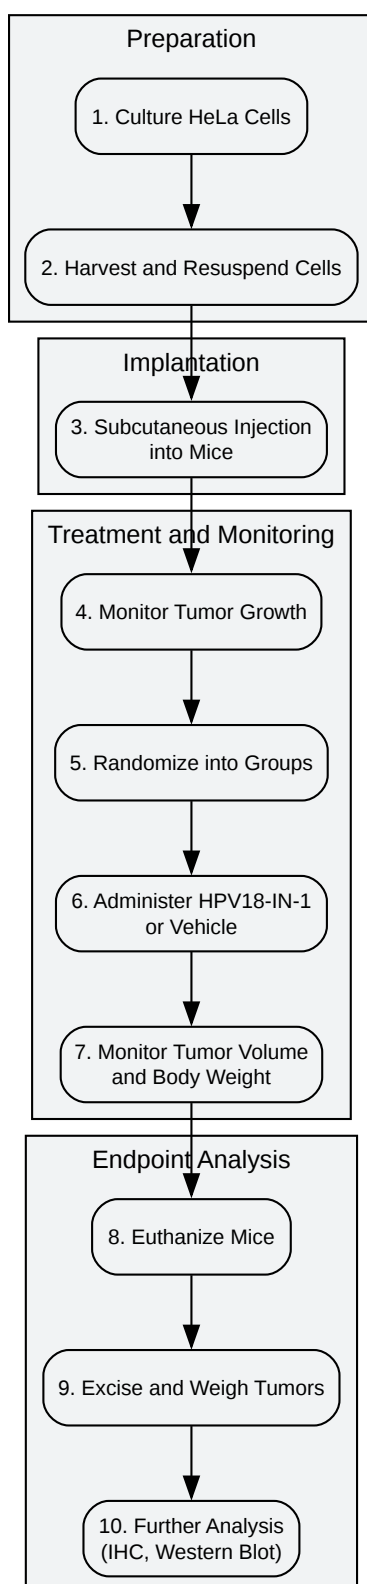 Preparation
1. Culture HeLa Cells
2. Harvest and Resuspend Cells
Implantation
3. Subcutaneous Injection
into Mice
Treatment and Monitoring
4. Monitor Tumor Growth
5. Randomize into Groups
6. Administer HPV18-IN-1
or Vehicle
7. Monitor Tumor Volume
and Body Weight
Endpoint Analysis
8. Euthanize Mice
9. Excise and Weigh Tumors
10. Further Analysis
(IHC, Western Blot)